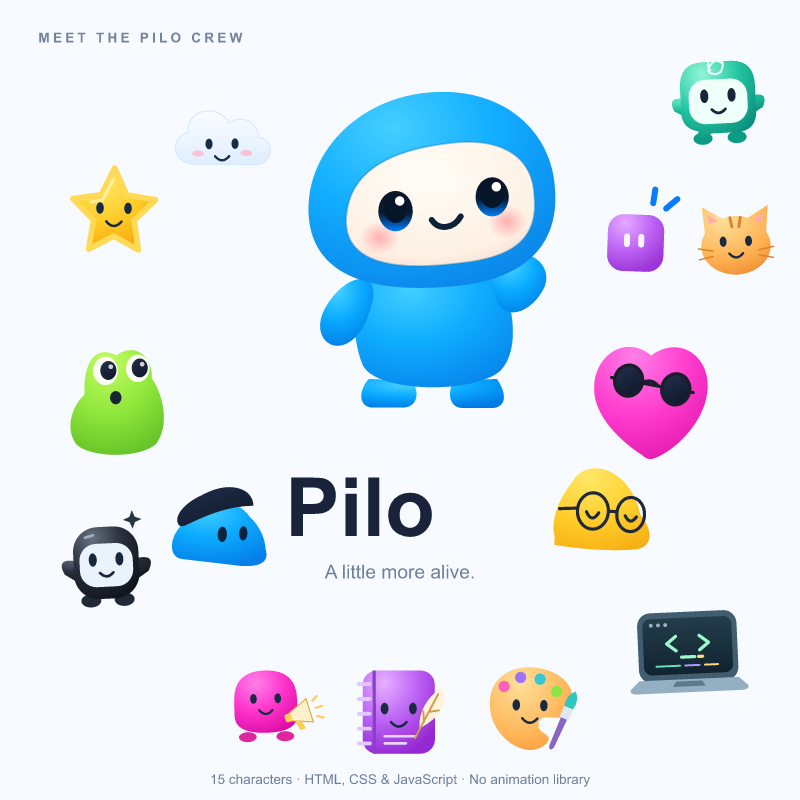 MEET THE PILO CREW
Pilo
A little more alive.
< >
15 characters · HTML, CSS & JavaScript · No animation library